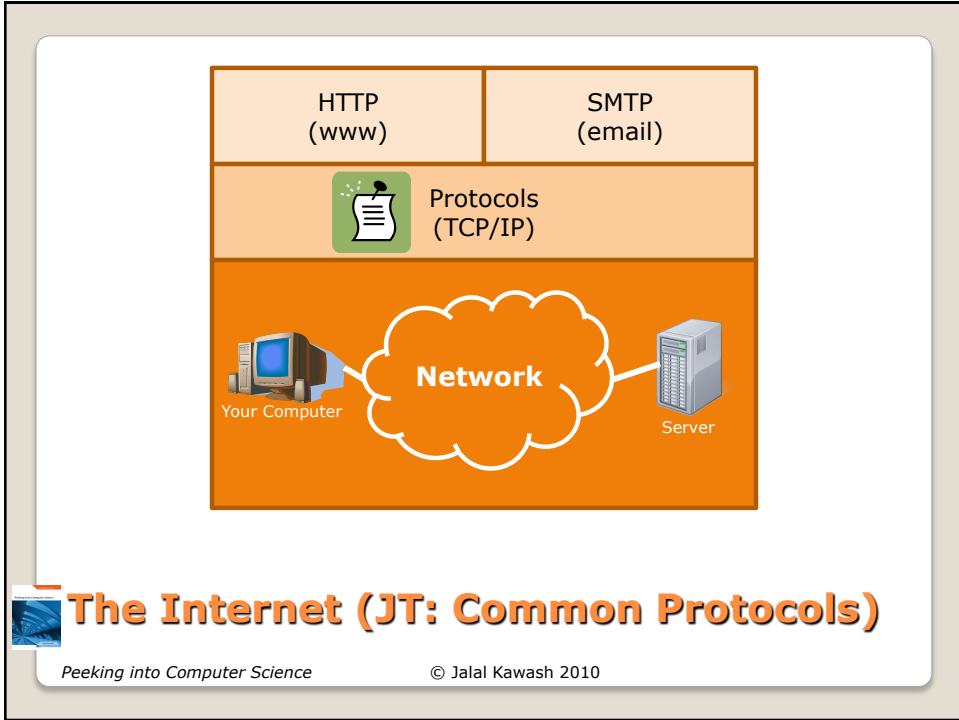 HTTP
(www)
SMTP
(email)
Protocols
(TCP/IP)
Network
Your Computer
Server
The Internet (JT: Common Protocols)
Peeking into Computer Science
© Jalal Kawash 2010